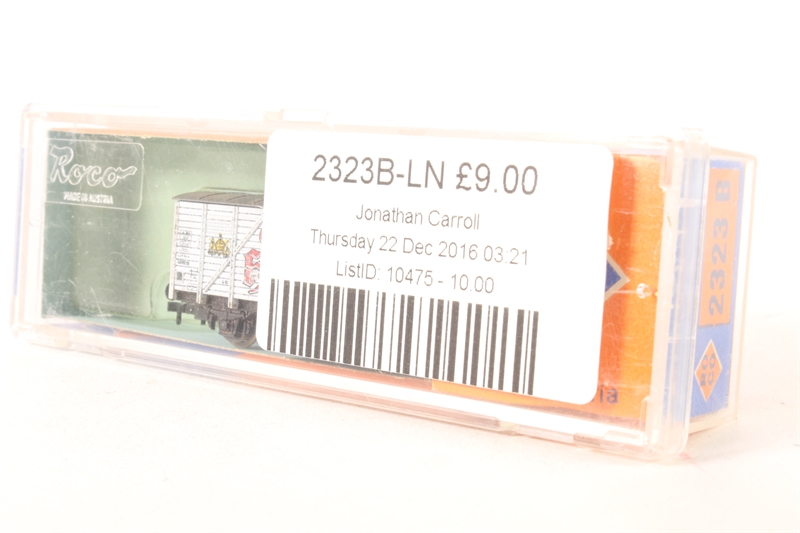 Roco
MADE IN AUSTRIA
2323B-LN £9.00
Jonathan Carroll
Thursday 22 Dec 2016 03:21
ListID: 10475 - 10.00
2323 B